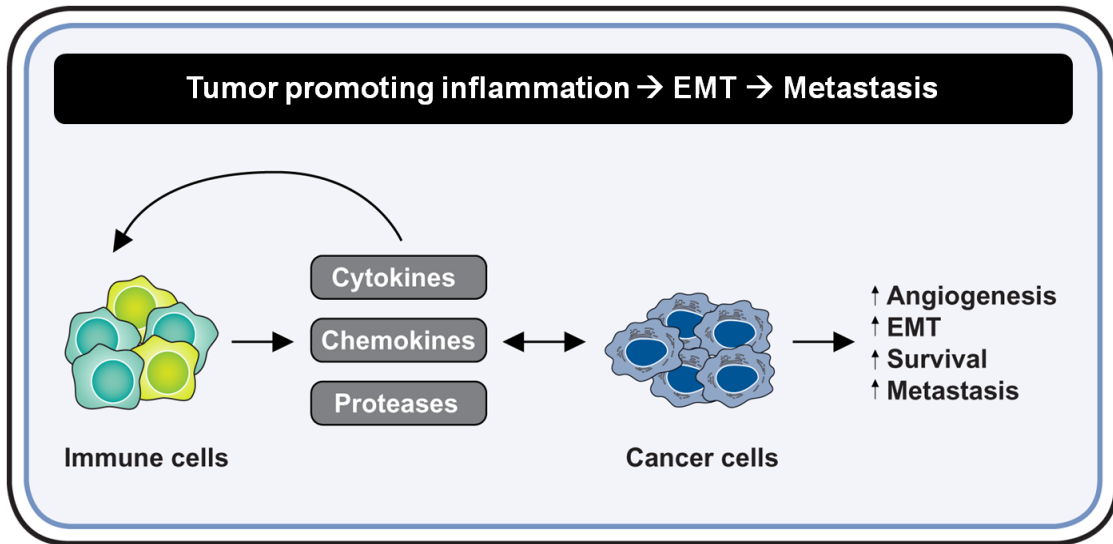 Tumor promoting inflammation → EMT → Metastasis
Cytokines
Chemokines
Proteases
Immune cells
Cancer cells
↑ Angiogenesis
↑ EMT
↑ Survival
↑ Metastasis